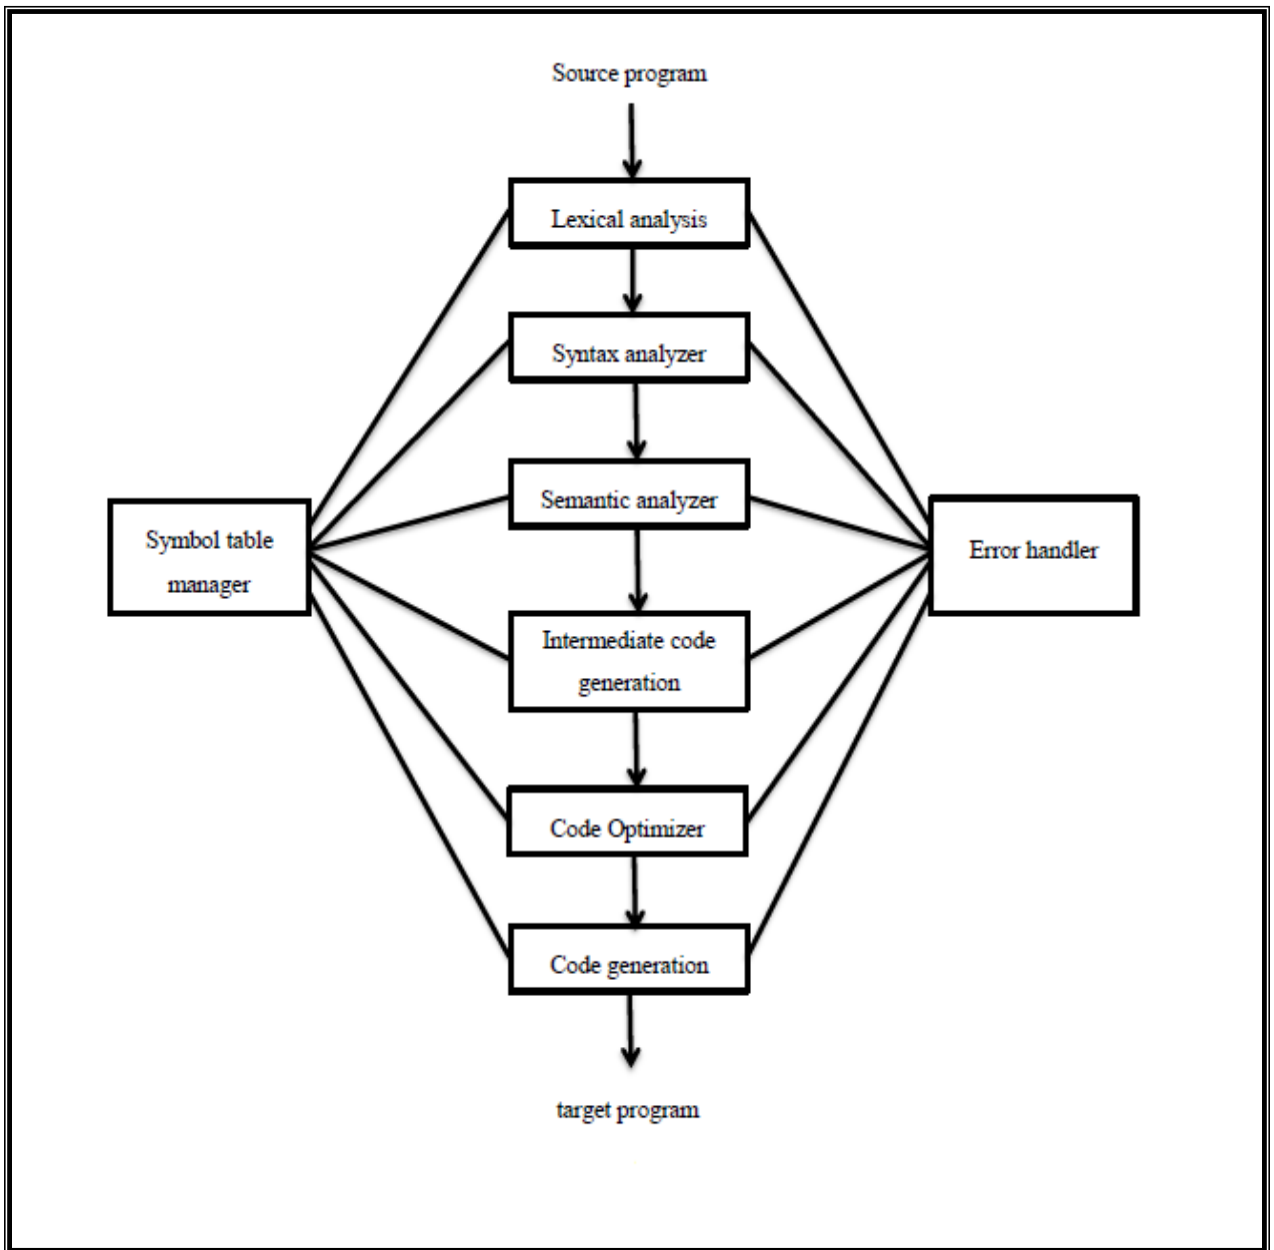 Source program
Lexical analysis
Syntax analyzer
Semantic analyzer
Symbol table
manager
Error handler
Intermediate code
generation
Code Optimizer
Code generation
target program